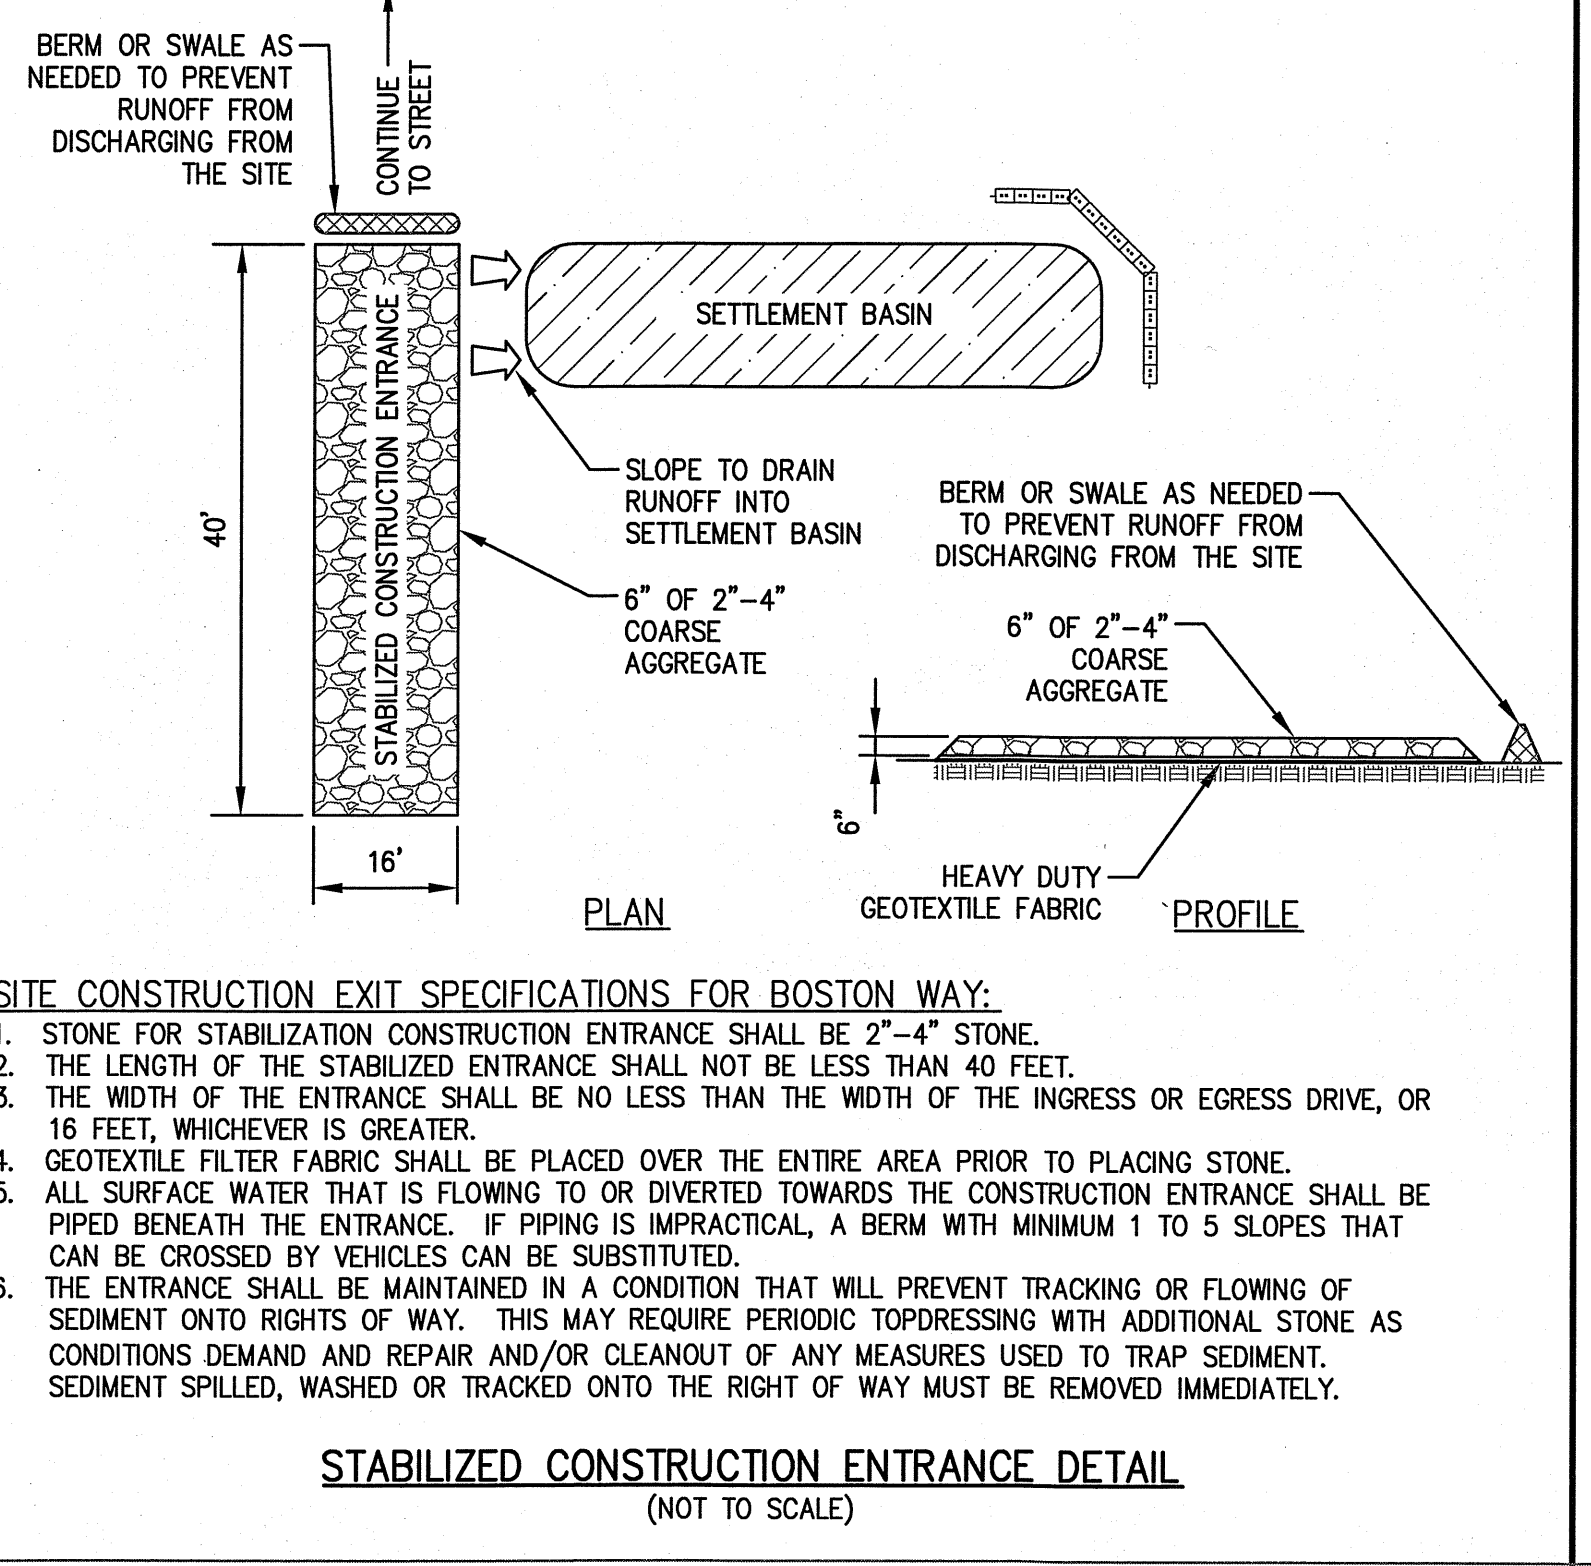 BERM OR SWALE AS
NEEDED TO PREVENT
RUNOFF FROM
DISCHARGING FROM
THE SITE
CONTINUE
TO STREET
STABILIZED CONSTRUCTION ENTRANCE
SETTLEMENT BASIN
40'
16'
SLOPE TO DRAIN
RUNOFF INTO
SETTLEMENT BASIN
6" OF 2"-4"
COARSE
AGGREGATE
PLAN
BERM OR SWALE AS NEEDED
TO PREVENT RUNOFF FROM
DISCHARGING FROM THE SITE
6" OF 2"-4"
COARSE
AGGREGATE
6"
HEAVY DUTY
GEOTEXTILE FABRIC
PROFILE
SITE CONSTRUCTION EXIT SPECIFICATIONS FOR BOSTON WAY:
1. STONE FOR STABILIZATION CONSTRUCTION ENTRANCE SHALL BE 2"-4" STONE.
2. THE LENGTH OF THE STABILIZED ENTRANCE SHALL NOT BE LESS THAN 40 FEET.
3. THE WIDTH OF THE ENTRANCE SHALL BE NO LESS THAN THE WIDTH OF THE INGRESS OR EGRESS DRIVE, OR
16 FEET, WHICHEVER IS GREATER.
4. GEOTEXTILE FILTER FABRIC SHALL BE PLACED OVER THE ENTIRE AREA PRIOR TO PLACING STONE.
5. ALL SURFACE WATER THAT IS FLOWING TO OR DIVERTED TOWARDS THE CONSTRUCTION ENTRANCE SHALL BE
PIPED BENEATH THE ENTRANCE. IF PIPING IS IMPRACTICAL, A BERM WITH MINIMUM 1 TO 5 SLOPES THAT
CAN BE CROSSED BY VEHICLES CAN BE SUBSTITUTED.
6. THE ENTRANCE SHALL BE MAINTAINED IN A CONDITION THAT WILL PREVENT TRACKING OR FLOWING OF
SEDIMENT ONTO RIGHTS OF WAY. THIS MAY REQUIRE PERIODIC TOPDRESSING WITH ADDITIONAL STONE AS
CONDITIONS DEMAND AND REPAIR AND/OR CLEANOUT OF ANY MEASURES USED TO TRAP SEDIMENT.
SEDIMENT SPILLED, WASHED OR TRACKED ONTO THE RIGHT OF WAY MUST BE REMOVED IMMEDIATELY.
STABILIZED CONSTRUCTION ENTRANCE DETAIL
(NOT TO SCALE)